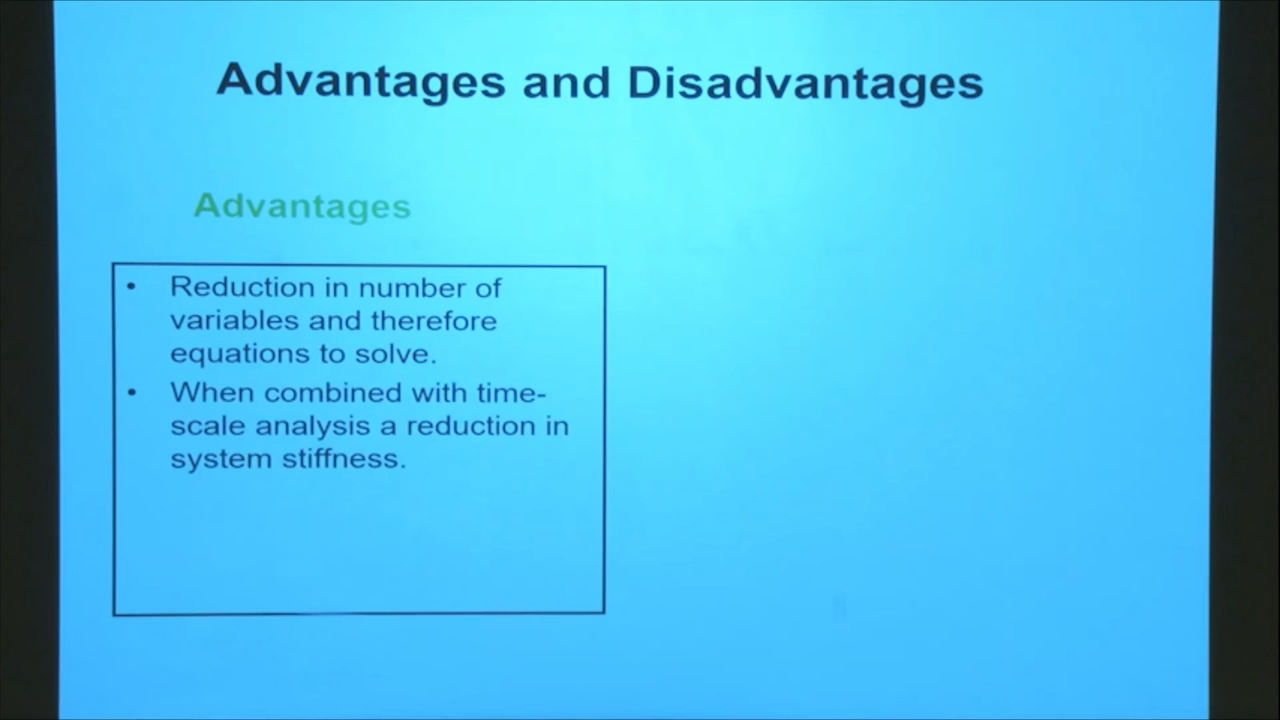 Advantages and Disadvantages
Advantages
• Reduction in number of
variables and therefore
equations to solve.
• When combined with time-
scale analysis a reduction in
system stiffness.